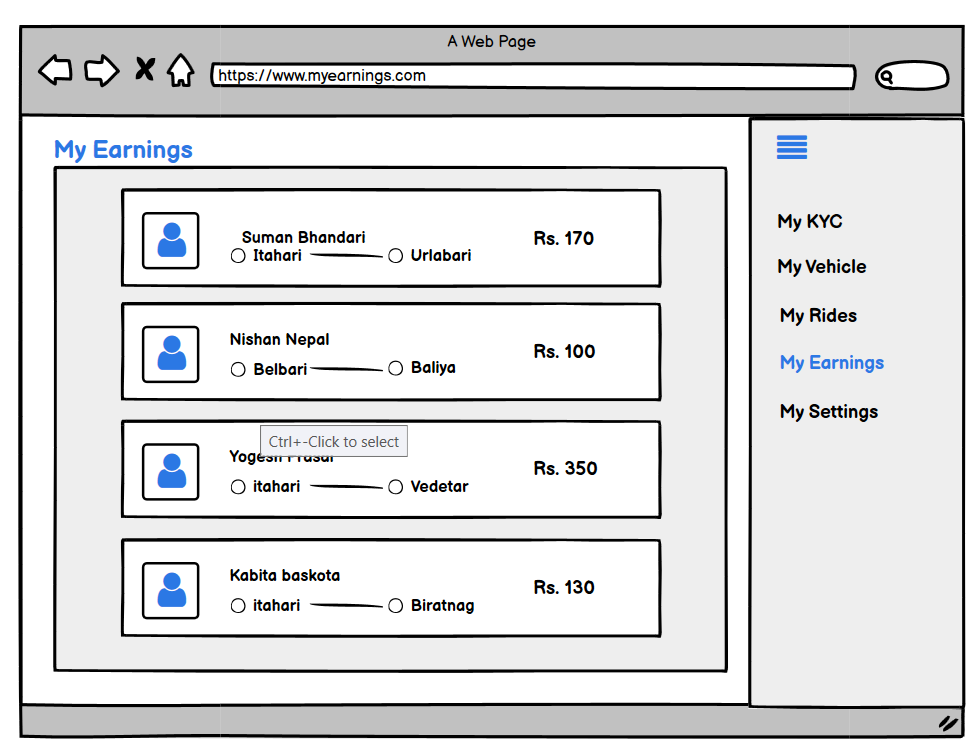 A Web Page
https://www.myearnings.com
My Earnings
Suman Bhandari
Itahari
Urlabari
Rs. 170
Nishan Nepal
Belbari
Baliya
Rs. 100
Ctrl+-Click to select
Yogesh
itahari
Vedetar
Rs. 350
Kabita baskota
itahari
Biratnag
Rs. 130
My KYC
My Vehicle
My Rides
My Earnings
My Settings